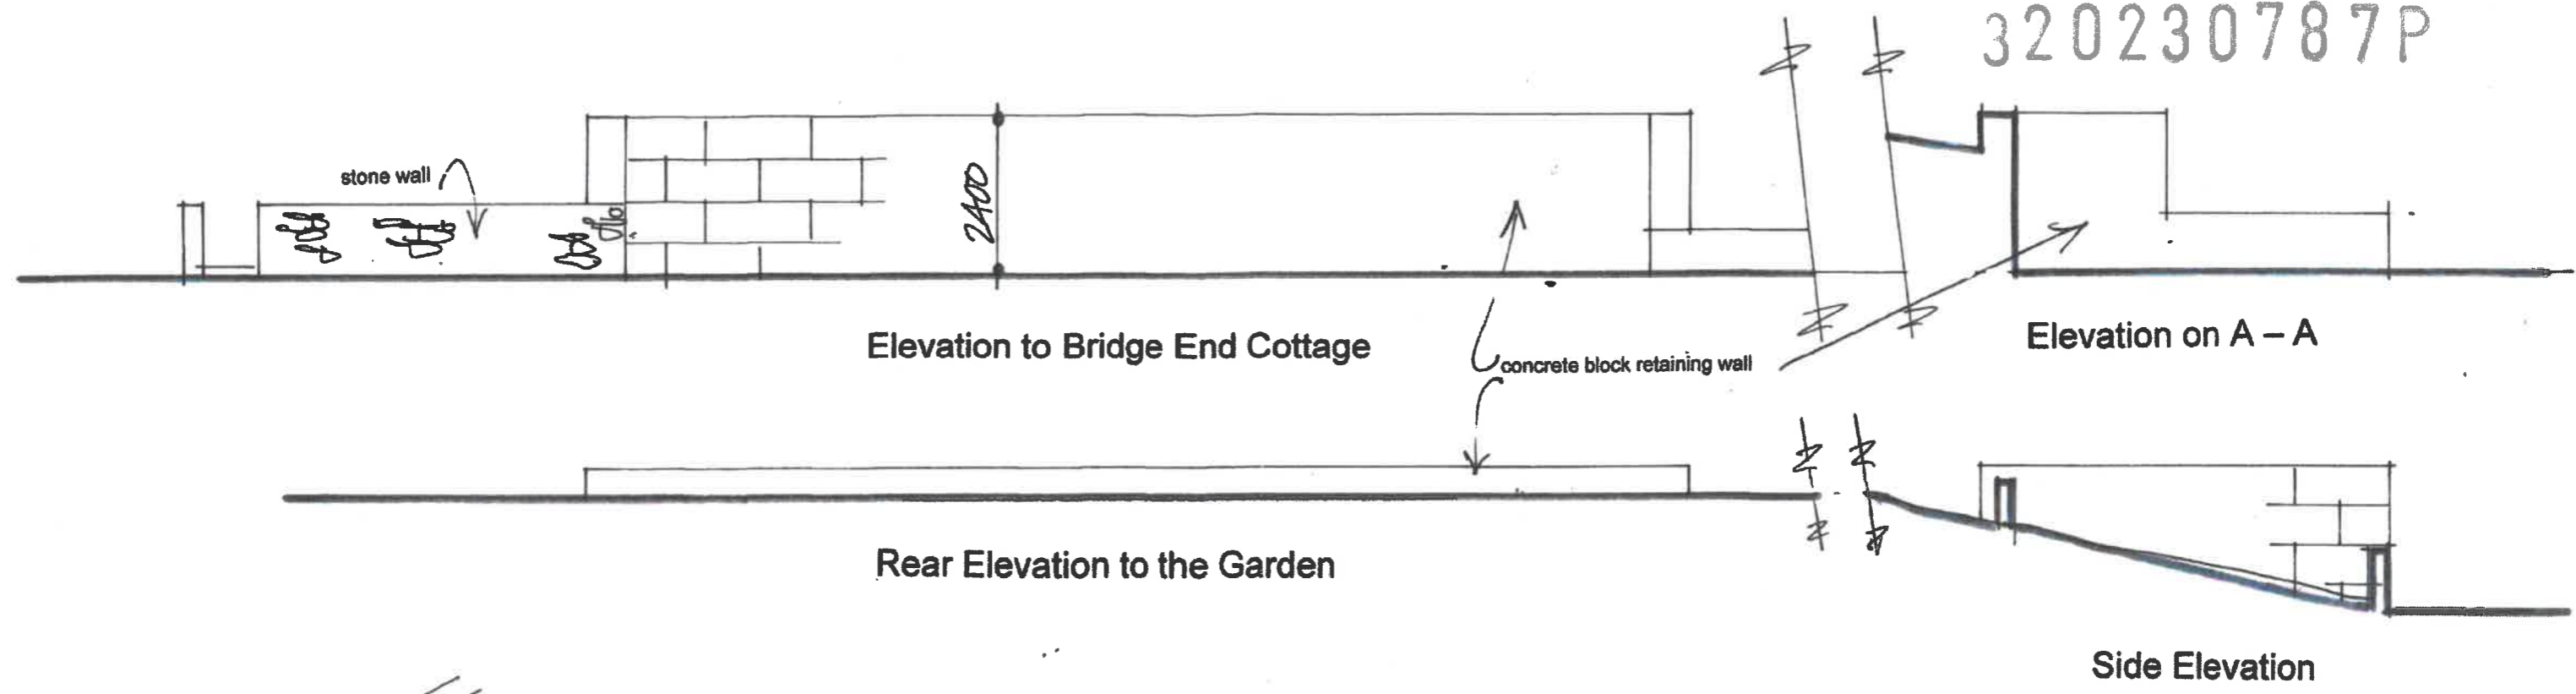 320230787P
stone wall
2400
Elevation to Bridge End Cottage
Elevation on A – A
concrete block retaining wall
Rear Elevation to the Garden
Side Elevation